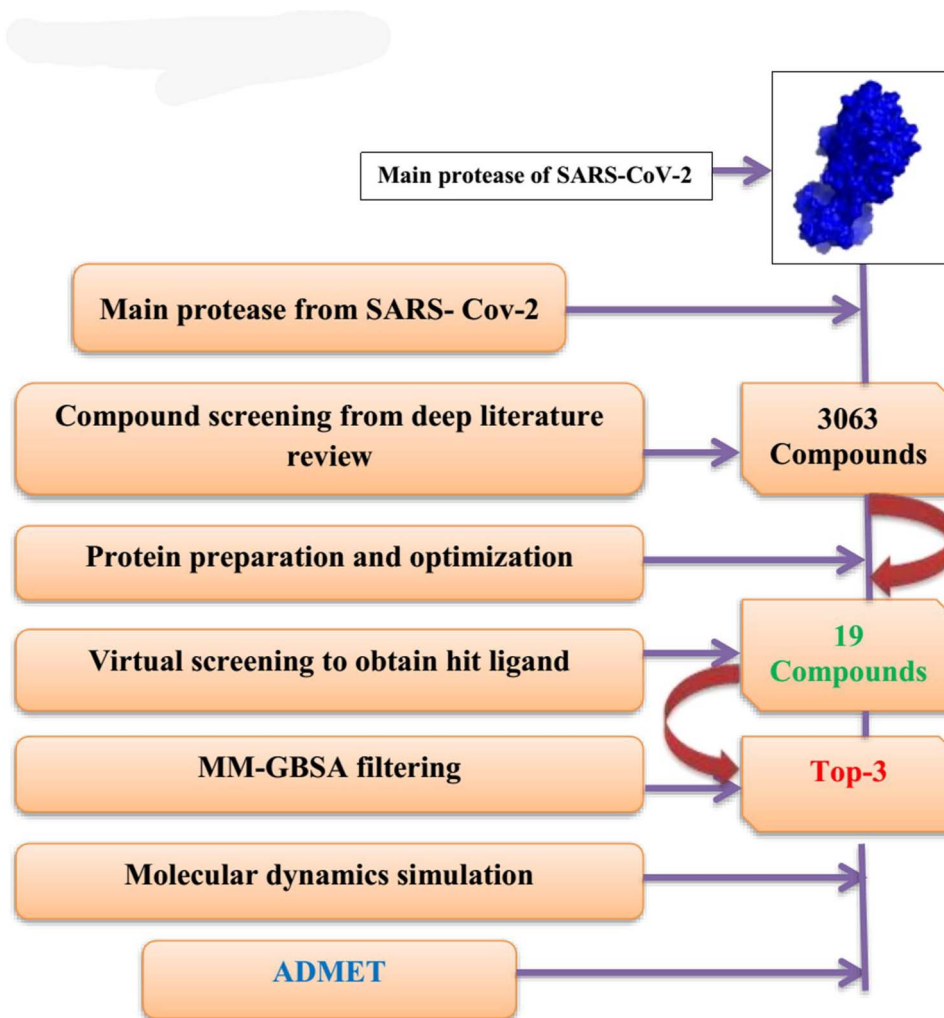 Main protease of SARS-CoV-2
Main protease from SARS- Cov-2
Compound screening from deep literature
review
3063
Compounds
Protein preparation and optimization
Virtual screening to obtain hit ligand
19
Compounds
MM-GBSA filtering
Top-3
Molecular dynamics simulation
ADMET